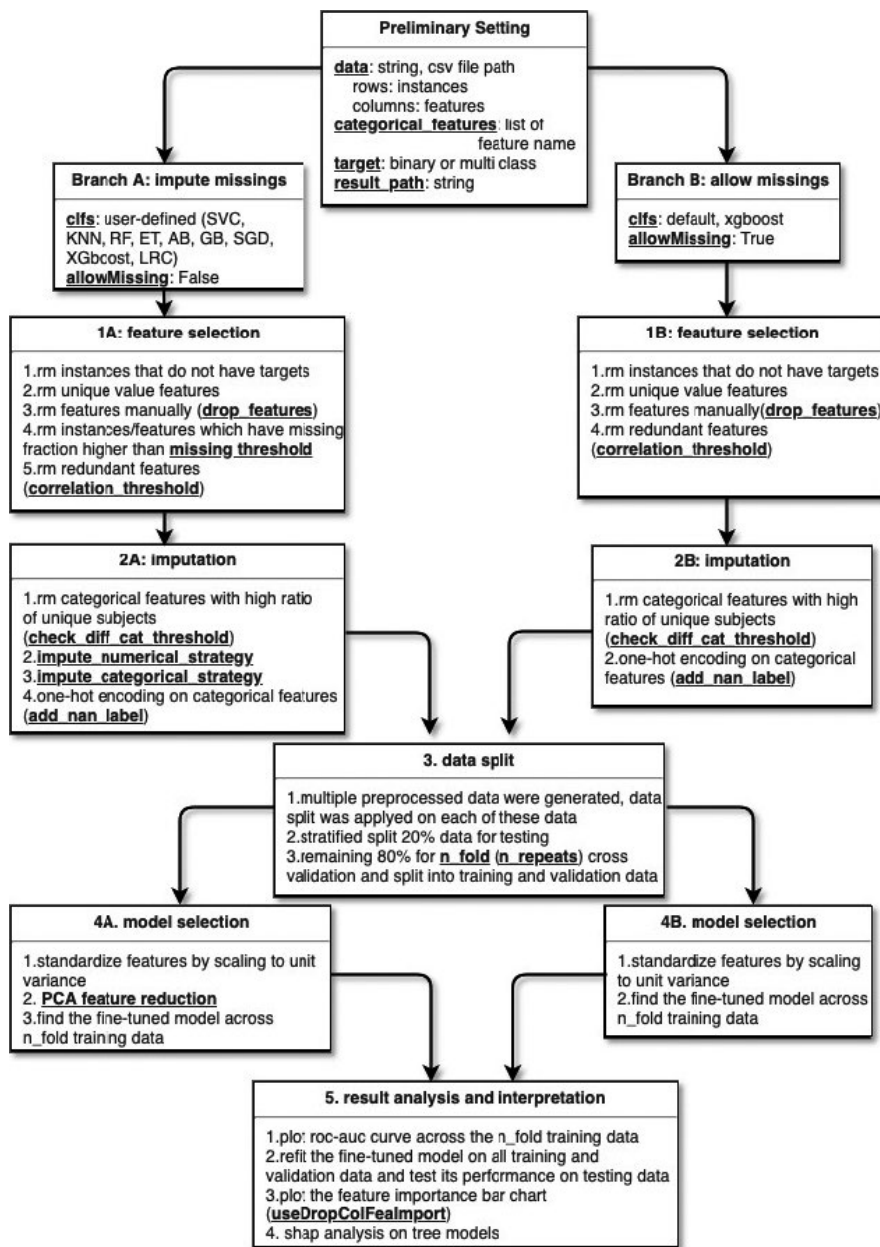 Preliminary Setting
data: string, csv file path
rows: instances
columns: features
categorical_features: list of
feature name
target: binary or multi class
result_path: string
Branch A: impute missings
clfs: user-defined (SVC,
KNN, RF, ET, AB, GB, SGD,
XGbcost, LRC)
allowMissing: False
Branch B: allow missings
clfs: default, xgboost
allowMissing: True
1A: feature selection
1.rm instances that do not have targets
2.rm unique value features
3.rm features manually (drop_features)
4.rm instances/features which have missing
fraction higher than missing threshold
5.rm redundant features
(correlation_threshold)
1B: feauture selection
1.rm instances that do not have targets
2.rm unique value features
3.rm features manually(drop_features)
4.rm redundant features
(correlation_threshold)
2A: imputation
1.rm categorical features with high ratio
of unique subjects
(check_diff_cat_threshold)
2.impute_numerical_strategy
3.impute_categorical_strategy
4.one-hot encoding on categorical features
(add_nan_label)
2B: imputation
1.rm categorical features with high
ratio of unique subjects
(check_diff_cat_threshold)
2.one-hot encoding on categorical
features (add_nan_label)
3. data split
1.multiple preprocessed data were generated, data
split was applyed on each of these data
2.stratified split 20% data for testing
3.remaining 80% for n_fold (n_repeats) cross
validation and split into training and validation data
4A. model selection
1.standardize features by scaling to unit
variance
2. PCA feature reduction
3.find the fine-tuned model across
n_fold training data
4B. model selection
1.standardize features by scaling
to unit variance
2.find the fine-tuned model across
n_fold training data
5. result analysis and interpretation
1.plot roc-auc curve across the n_fold training data
2.refit the fine-tuned model on all training and
validation data and test its performance on testing data
3.plot the feature importance bar chart
(useDropColFeaImport)
4. shap analysis on tree models